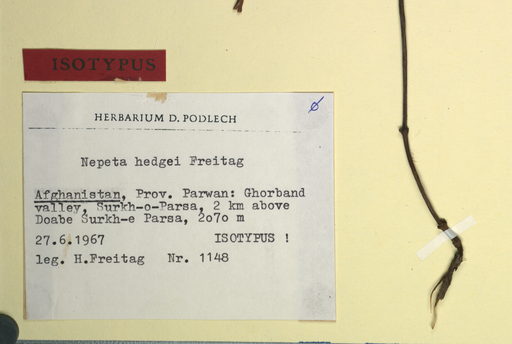 ISOTYPUS
HERBARIUM D. PODLECH
Nepeta hedgei Freitag
Afghanistan, Prov. Parwan: Ghorband
valley, Surkh-o-Parsa, 2 km above
Doabe Surkh-e Parsa, 2070 m
27.6.1967 ISOTYPUS !
leg. H.Freitag Nr. 1148